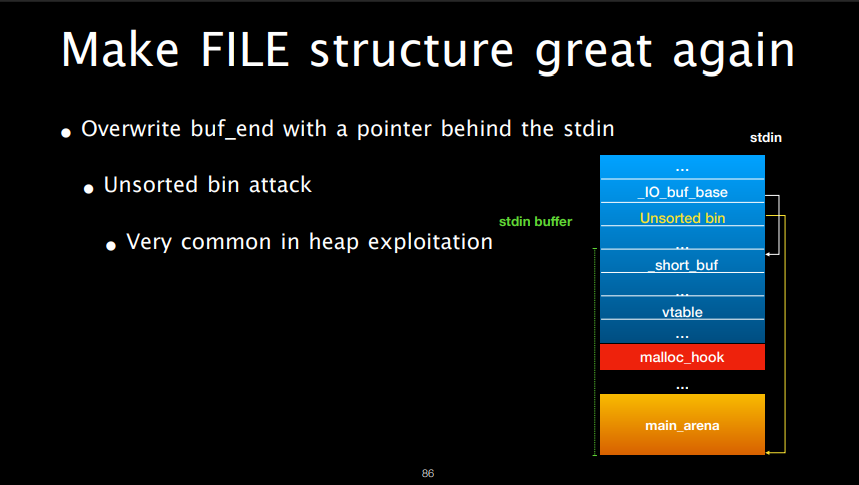 Make FILE structure great again
• Overwrite buf_end with a pointer behind the stdin
• Unsorted bin attack
• Very common in heap exploitation
stdin
...
_IO_buf_base
Unsorted bin
stdin buffer
...
_short_buf
...
vtable
...
malloc_hook
...
main_arena
86